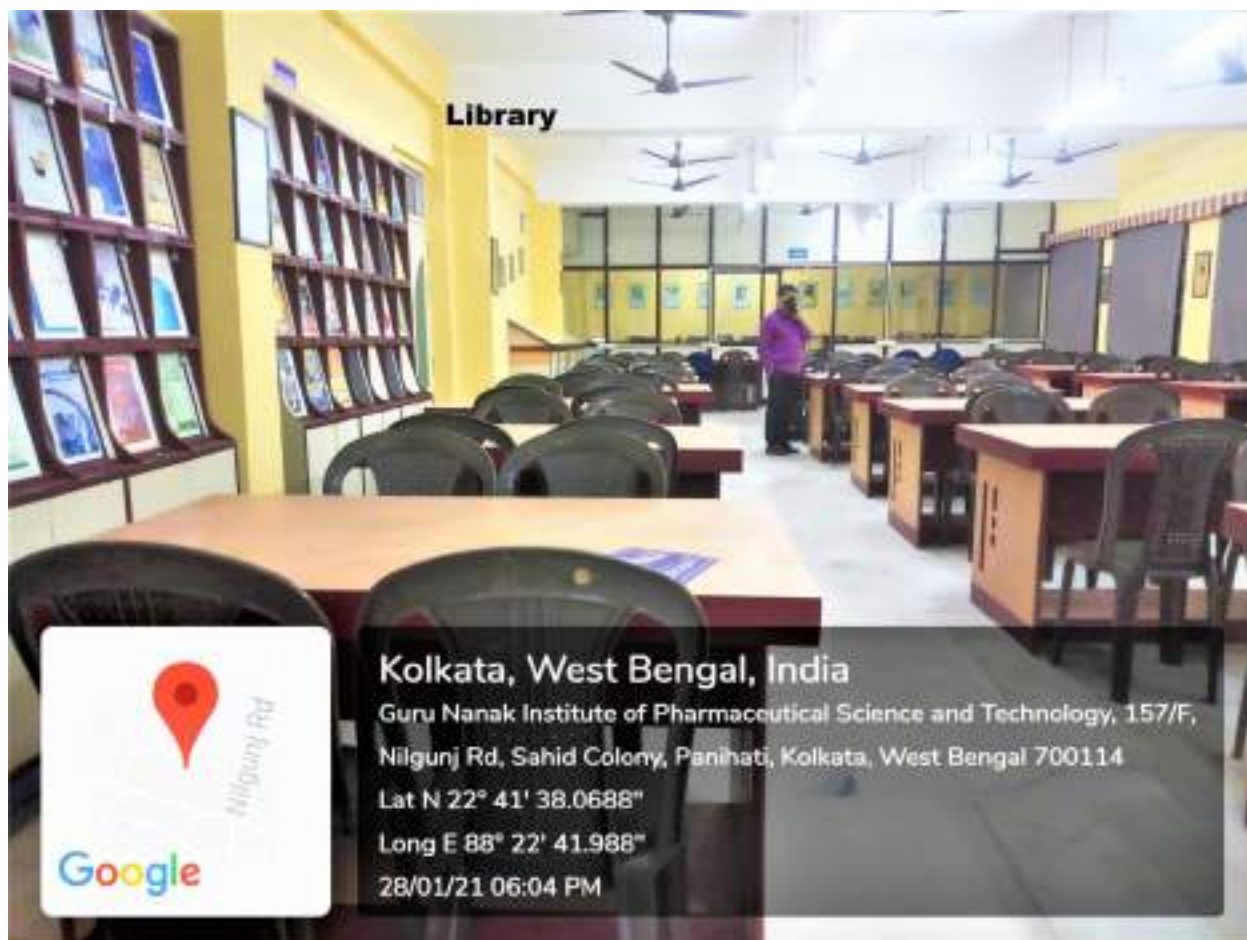 Library
Kolkata, West Bengal, India
Guru Nanak Institute of Pharmaceutical Science and Technology, 157/F,
Nilgunj Rd, Sahid Colony, Panihati, Kolkata, West Bengal 700114
Lat N 22° 41' 38.0688"
Long E 88° 22' 41.988"
28/01/21 06:04 PM
Nilgunj Rd
Google